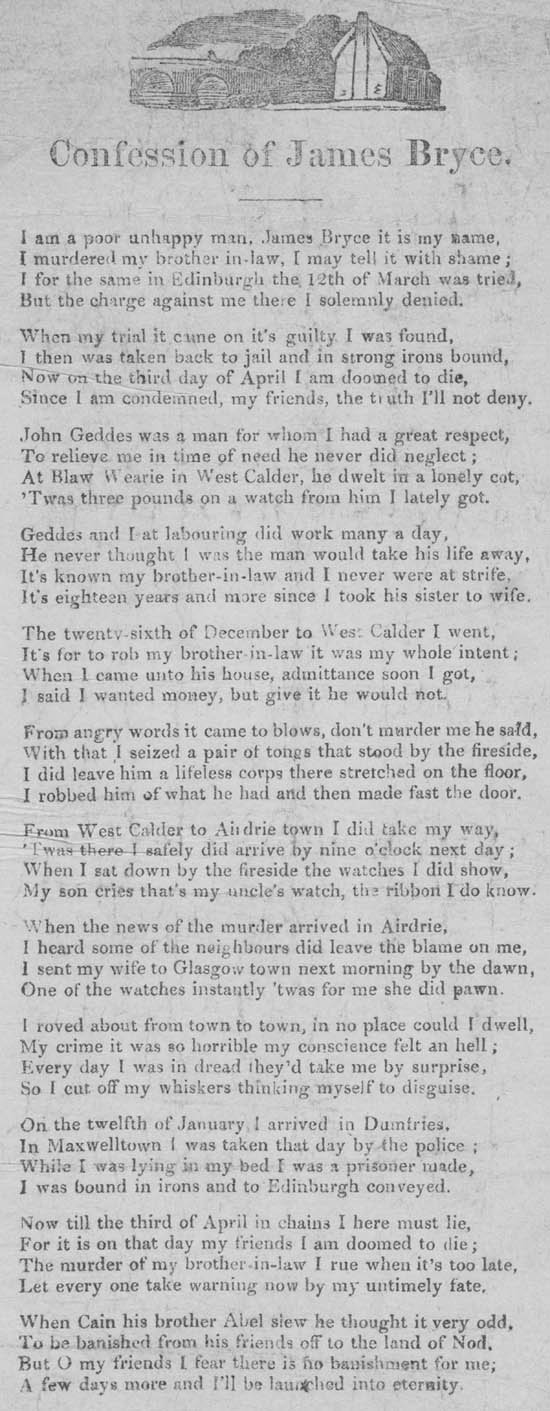 Confession of James Bryce.
I am a poor unhappy man, James Bryce it is my name,
I murdered my brother in-law, I may tell it with shame;
I for the same in Edinburgh the 12th of March was tried,
But the charge against me there I solemnly denied.
When my trial it came on it's guilty I was found,
I then was taken back to jail and in strong irons bound,
Now on the third day of April I am doomed to die,
Since I am condemned, my friends, the truth I'll not deny.
John Geddes was a man for whom I had a great respect,
To relieve me in time of need he never did neglect;
At Blaw Wearie in West Calder, he dwelt in a lonely cot,
'Twas three pounds on a watch from him I lately got.
Geddes and I at labouring did work many a day,
He never thought I was the man would take his life away,
It's known my brother-in-law and I never were at strife,
It's eighteen years and more since I took his sister to wife.
The twenty-sixth of December to West Calder I went,
It's for to rob my brother-in-law it was my whole intent;
When I came unto his house, admittance soon I got,
I said I wanted money, but give it he would not.
From angry words it came to blows, don't murder me he said,
With that I seized a pair of tongs that stood by the fireside,
I did leave him a lifeless corps there stretched on the floor,
I robbed him of what he had and then made fast the door.
From West Calder to Airdrie town I did take my way,
'Twas there I safely did arrive by nine o'clock next day;
When I sat down by the fireside the watches I did show,
My son cries that's my uncle's watch, the ribbon I do know.
When the news of the murder arrived in Airdrie,
I heard some of the neighbours did leave the blame on me,
I sent my wife to Glasgow town next morning by the dawn,
One of the watches instantly 'twas for me she did pawn.
I roved about from town to town, in no place could I dwell,
My crime it was so horrible my conscience felt an hell;
Every day I was in dread they'd take me by surprise,
So I cut off my whiskers thinking myself to disguise.
On the twelfth of January I arrived in Dumfries,
In Maxwelltown I was taken that day by the police;
While I was lying in my bed I was a prisoner made,
I was bound in irons and to Edinburgh conveyed.
Now till the third of April in chains I here must lie,
For it is on that day my friends I am doomed to die;
The murder of my brother-in-law I rue when it's too late,
Let every one take warning now by my untimely fate.
When Cain his brother Abel slew he thought it very odd,
To be banished from his friends off to the land of Nod.
But O my friends I fear there is no banishment for me;
A few days more and I'll be launched into eternity.